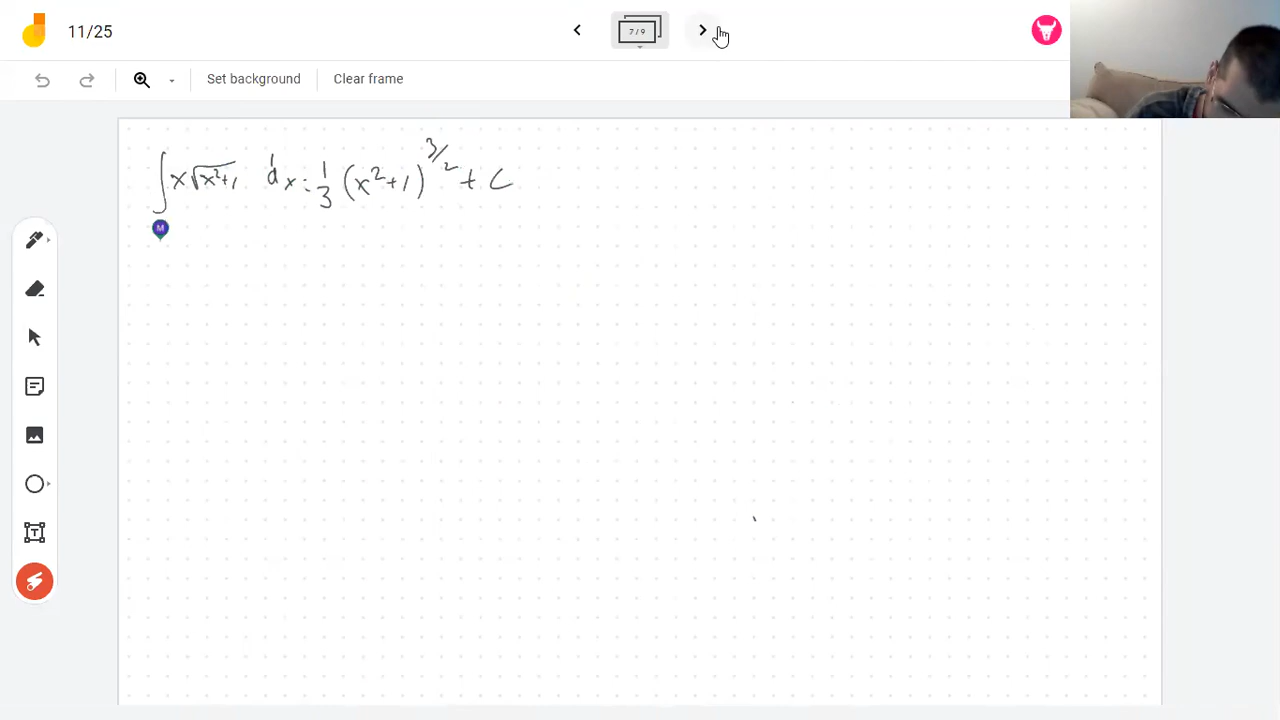 11/25
7 / 9
Set background
Clear frame
∫ x√x²+1 dx = 1/3 (x²+1)^3/2 + C
M
T